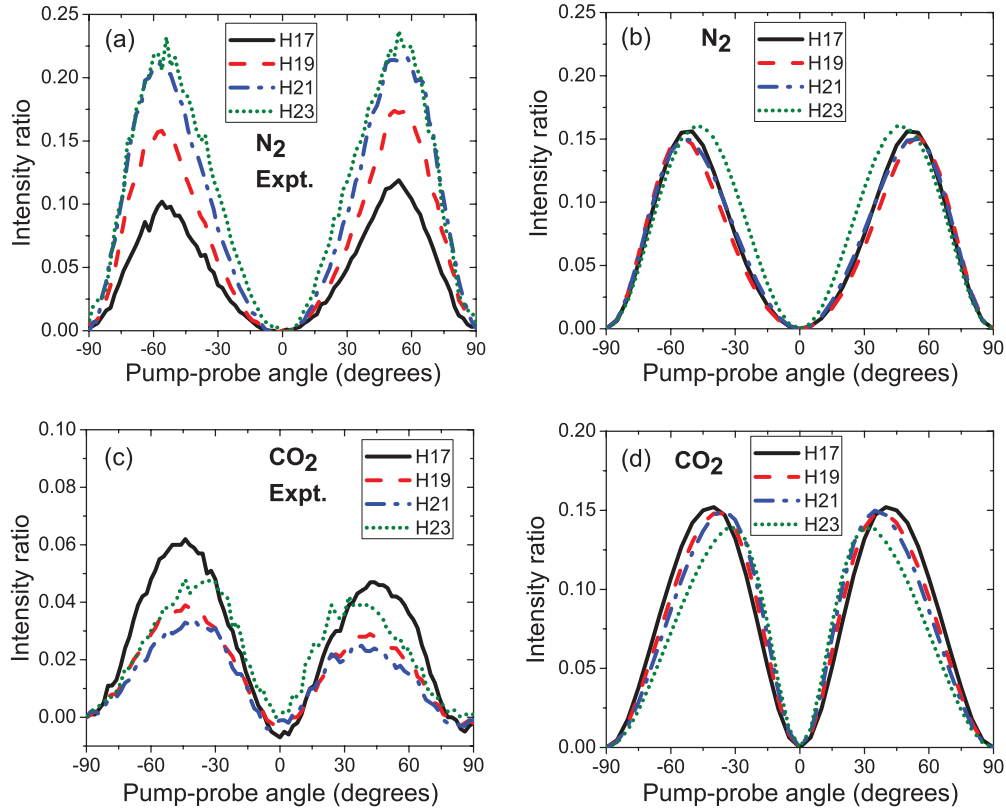 (a)
H17
H19
H21
H23
N2
Expt.
Intensity ratio
0.25
0.20
0.15
0.10
0.05
0.00
-90 -60 -30 0 30 60 90
Pump-probe angle (degrees)
(b)
N2
H17
H19
H21
H23
Intensity ratio
0.25
0.20
0.15
0.10
0.05
0.00
-90 -60 -30 0 30 60 90
Pump-probe angle (degrees)
(c)
CO2
Expt.
H17
H19
H21
H23
Intensity ratio
0.10
0.08
0.06
0.04
0.02
0.00
-90 -60 -30 0 30 60 90
Pump-probe angle (degrees)
(d)
CO2
H17
H19
H21
H23
Intensity ratio
0.20
0.15
0.10
0.05
0.00
-90 -60 -30 0 30 60 90
Pump-probe angle (degrees)